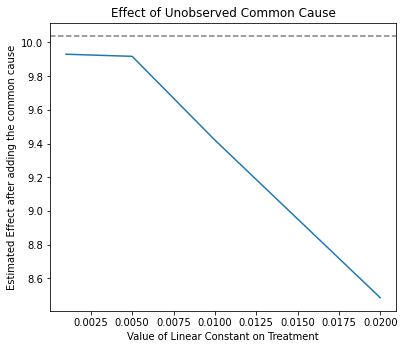 Effect of Unobserved Common Cause
Estimated Effect after adding the common cause
10.0
9.8
9.6
9.4
9.2
9.0
8.8
8.6
0.0025 0.0050 0.0075 0.0100 0.0125 0.0150 0.0175 0.0200
Value of Linear Constant on Treatment